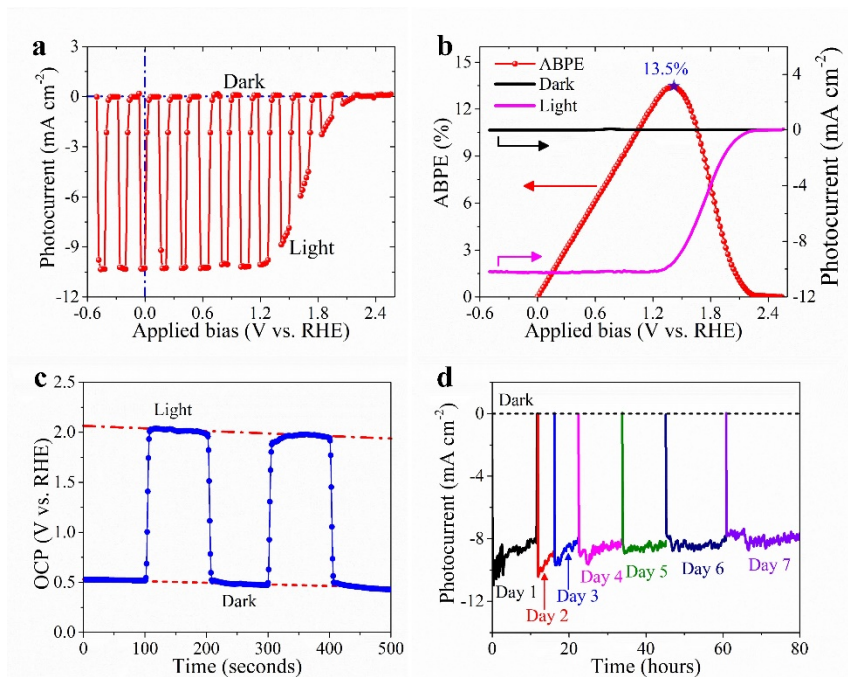 a
3
0
-3
-6
-9
-12
Photocurrent (mA cm⁻²)
Dark
Light
-0.6
0.0
0.6
1.2
1.8
2.4
Applied bias (V vs. RHE)
b
15
12
9
6
3
0
ABPE (%)
ABPE
Dark
Light
13.5%
4
0
-4
-8
-12
Photocurrent (mA cm⁻²)
-0.6
0.0
0.6
1.2
1.8
2.4
Applied bias (V vs. RHE)
c
2.5
2.0
1.5
1.0
0.5
0.0
OCP (V vs. RHE)
Light
Dark
0
100
200
300
400
500
Time (seconds)
d
0
-4
-8
-12
Photocurrent (mA cm⁻²)
Dark
Day 1
Day 2
Day 3
Day 4
Day 5
Day 6
Day 7
0
20
40
60
80
Time (hours)